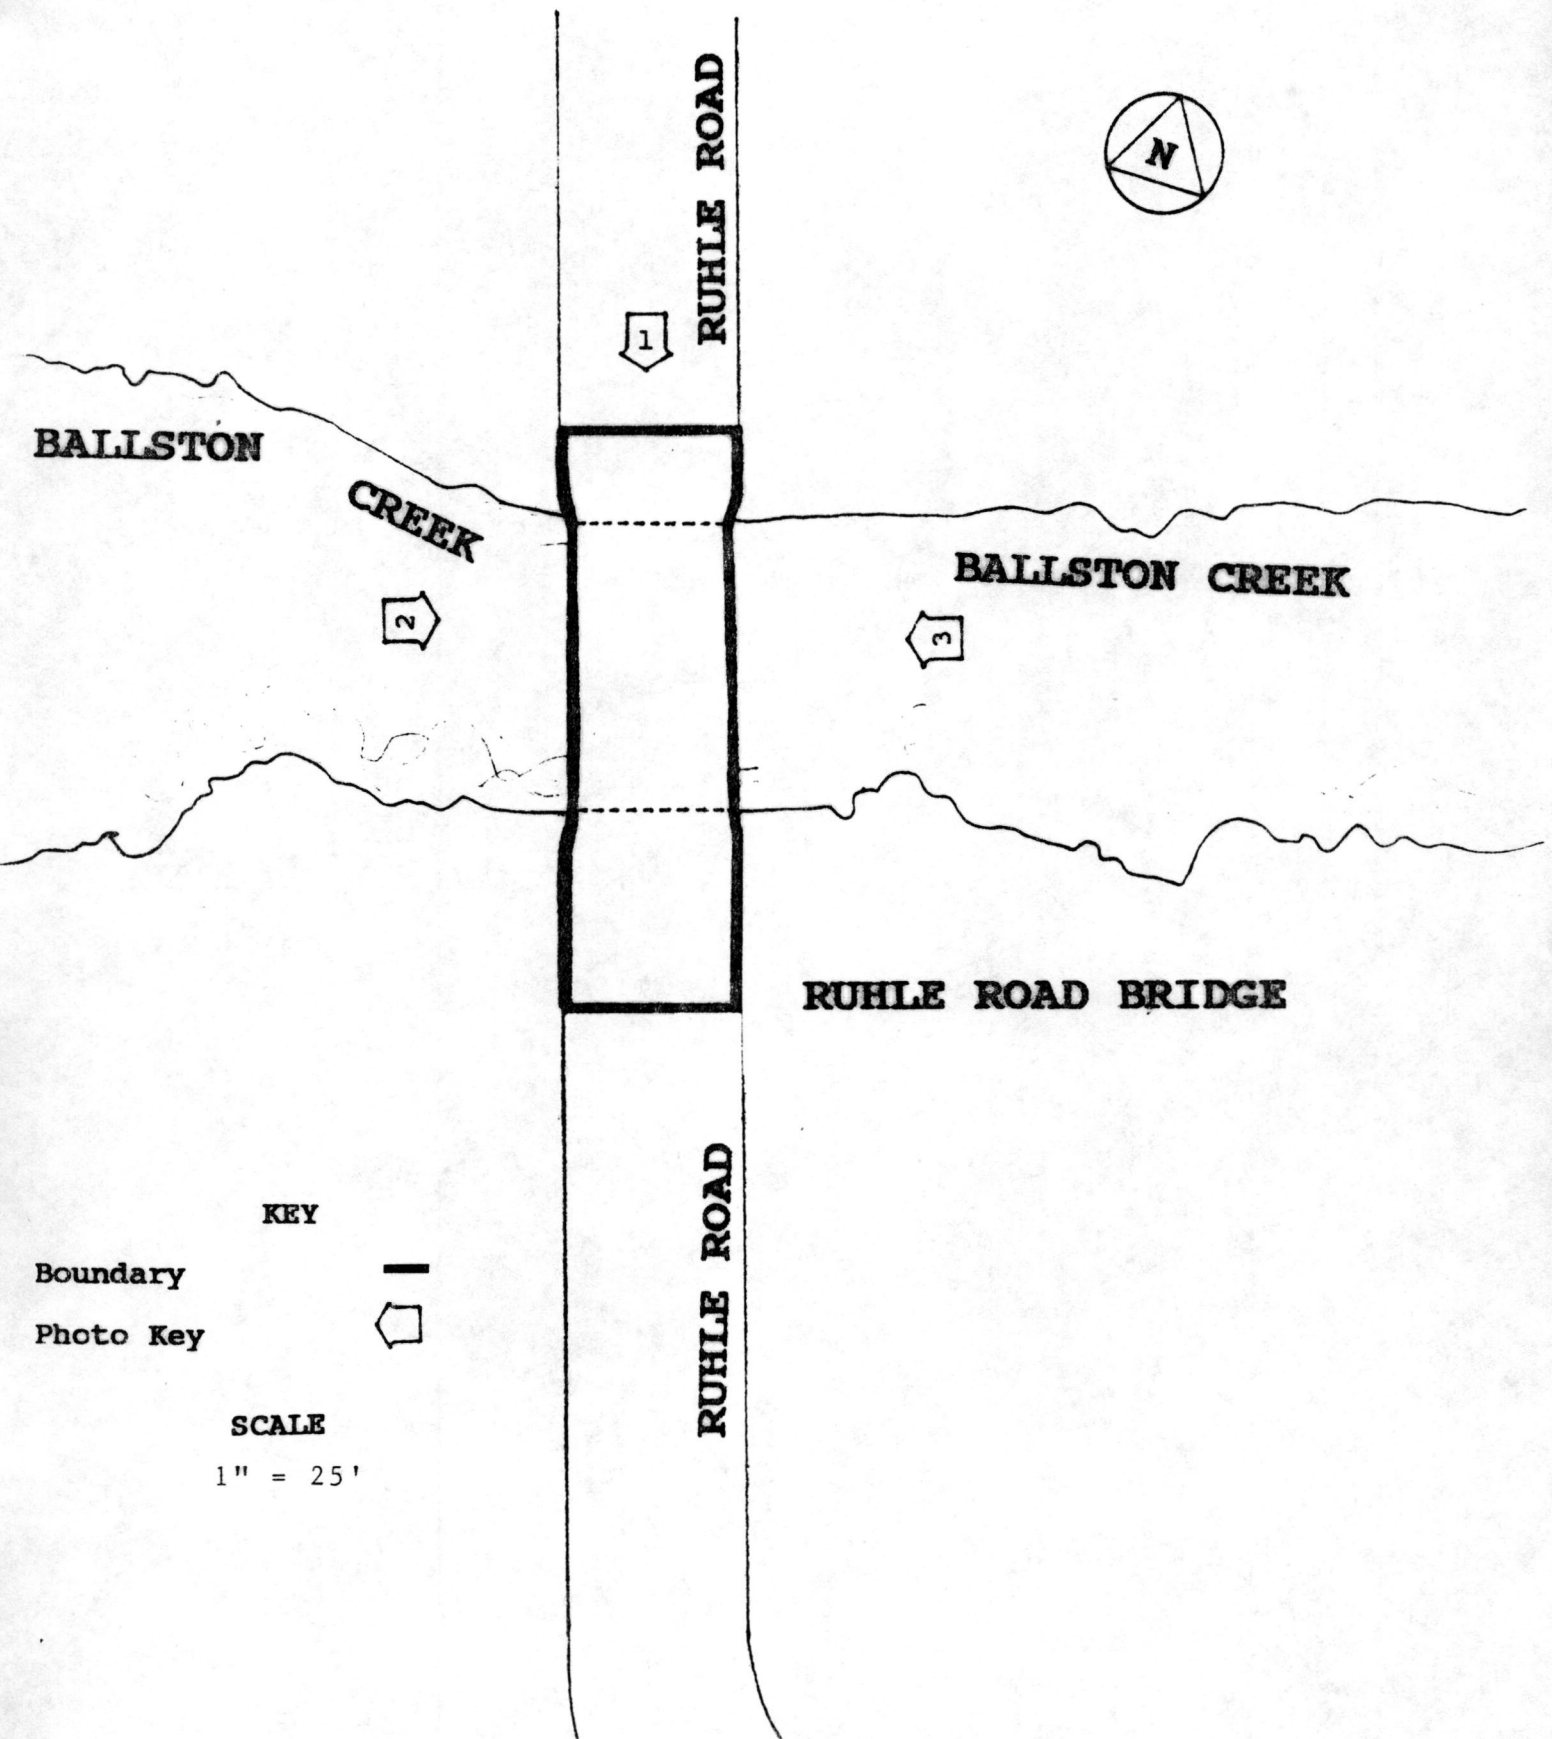 RUHLE ROAD
N
1
BALLSTON
CREEK
BALLSTON CREEK
2
3
RUHLE ROAD BRIDGE
RUHLE ROAD
KEY
Boundary
Photo Key
SCALE
1" = 25'